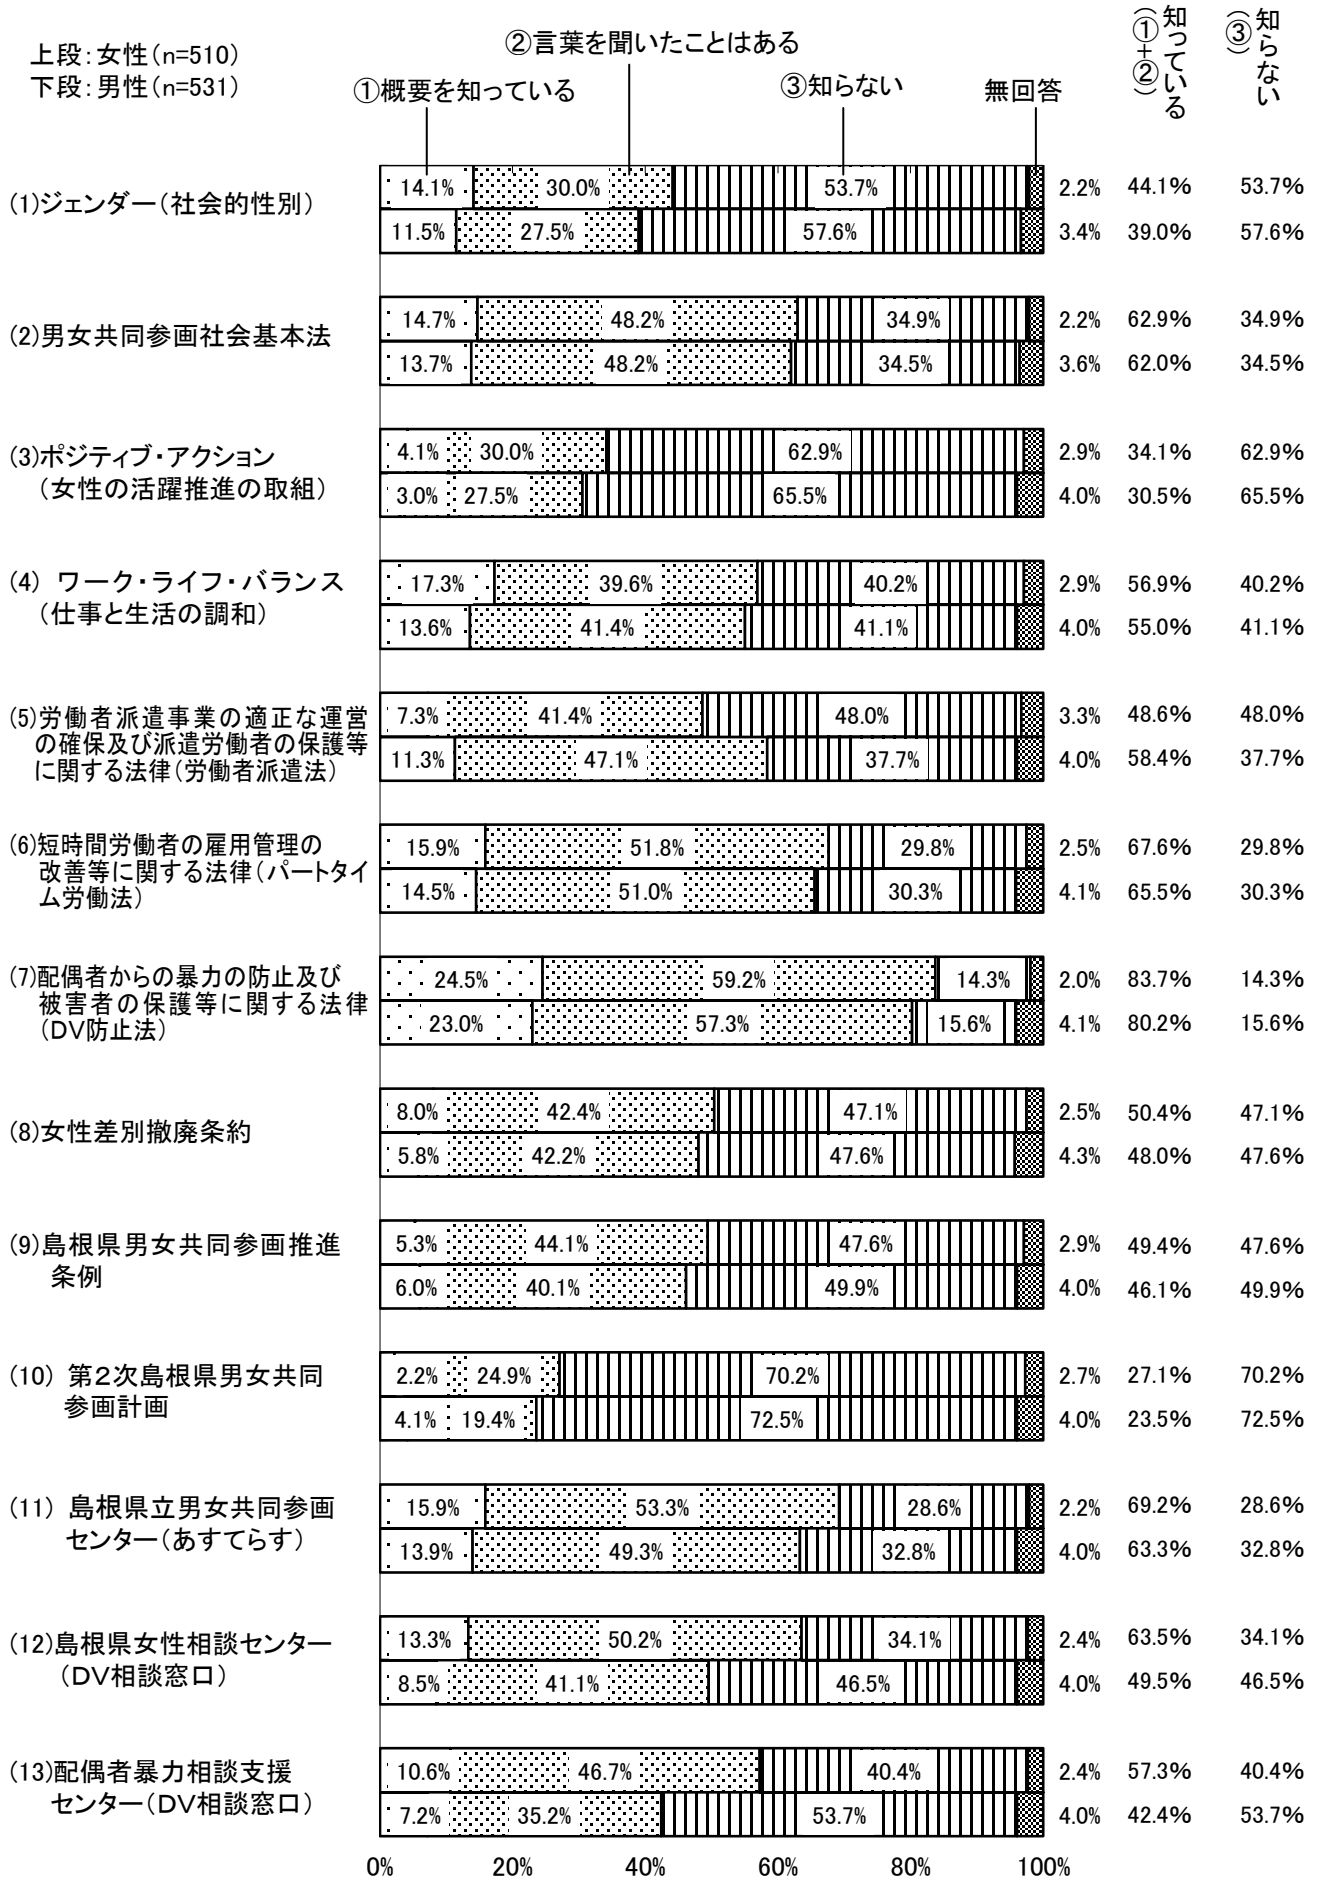 上段：女性（n=510）
下段：男性（n=531）
①概要を知っている
②言葉を聞いたことはある
③知らない
無回答
知っている（①＋②）
知らない（③）
(1)ジェンダー（社会的性別）
14.1% 30.0% 53.7% 2.2% 44.1% 53.7%
11.5% 27.5% 57.6% 3.4% 39.0% 57.6%
(2)男女共同参画社会基本法
14.7% 48.2% 34.9% 2.2% 62.9% 34.9%
13.7% 48.2% 34.5% 3.6% 62.0% 34.5%
(3)ポジティブ・アクション
（女性の活躍推進の取組）
4.1% 30.0% 62.9% 2.9% 34.1% 62.9%
3.0% 27.5% 65.5% 4.0% 30.5% 65.5%
(4) ワーク・ライフ・バランス
（仕事と生活の調和）
17.3% 39.6% 40.2% 2.9% 56.9% 40.2%
13.6% 41.4% 41.1% 4.0% 55.0% 41.1%
(5)労働者派遣事業の適正な運営
の確保及び派遣労働者の保護等
に関する法律（労働者派遣法）
7.3% 41.4% 48.0% 3.3% 48.6% 48.0%
11.3% 47.1% 37.7% 4.0% 58.4% 37.7%
(6)短時間労働者の雇用管理の
改善等に関する法律（パートタイ
ム労働法）
15.9% 51.8% 29.8% 2.5% 67.6% 29.8%
14.5% 51.0% 30.3% 4.1% 65.5% 30.3%
(7)配偶者からの暴力の防止及び
被害者の保護等に関する法律
（DV防止法）
24.5% 59.2% 14.3% 2.0% 83.7% 14.3%
23.0% 57.3% 15.6% 4.1% 80.2% 15.6%
(8)女性差別撤廃条約
8.0% 42.4% 47.1% 2.5% 50.4% 47.1%
5.8% 42.2% 47.6% 4.3% 48.0% 47.6%
(9)島根県男女共同参画推進
条例
5.3% 44.1% 47.6% 2.9% 49.4% 47.6%
6.0% 40.1% 49.9% 4.0% 46.1% 49.9%
(10) 第２次島根県男女共同
参画計画
2.2% 24.9% 70.2% 2.7% 27.1% 70.2%
4.1% 19.4% 72.5% 4.0% 23.5% 72.5%
(11) 島根県立男女共同参画
センター（あすてらす）
15.9% 53.3% 28.6% 2.2% 69.2% 28.6%
13.9% 49.3% 32.8% 4.0% 63.3% 32.8%
(12)島根県女性相談センター
（DV相談窓口）
13.3% 50.2% 34.1% 2.4% 63.5% 34.1%
8.5% 41.1% 46.5% 4.0% 49.5% 46.5%
(13)配偶者暴力相談支援
センター（DV相談窓口）
10.6% 46.7% 40.4% 2.4% 57.3% 40.4%
7.2% 35.2% 53.7% 4.0% 42.4% 53.7%
0% 20% 40% 60% 80% 100%